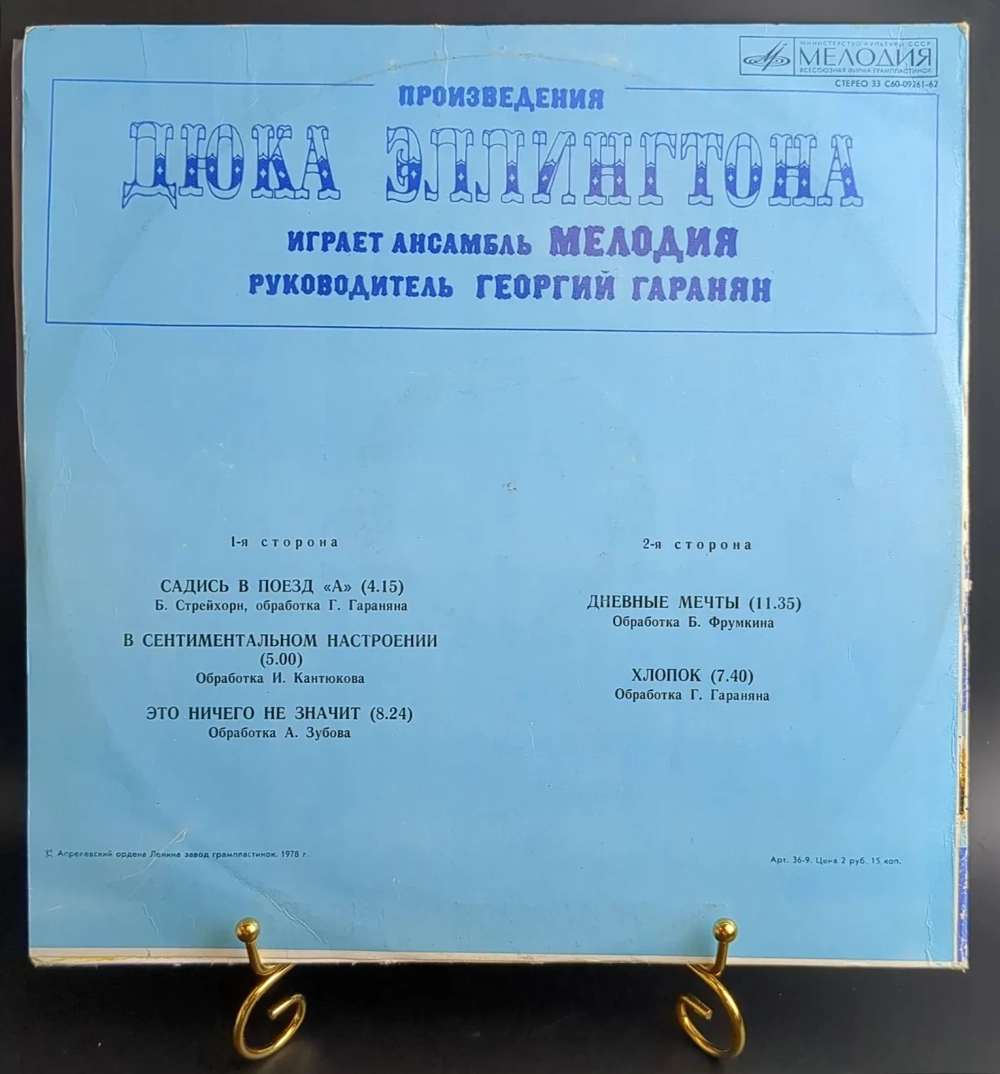 МИНИСТЕРСТВО КУЛЬТУРЫ СССР
МЕЛОДИЯ
ВСЕСОЮЗНАЯ ФИРМА ГРАМПЛАСТИНОК
СТЕРЕО 33 С60-09261-62
ПРОИЗВЕДЕНИЯ
ДЮКА ЭЛЛИНГТОНА
ИГРАЕТ АНСАМБЛЬ МЕЛОДИЯ
РУКОВОДИТЕЛЬ ГЕОРГИЙ ГАРАНЯН
1-я сторона
САДИСЬ В ПОЕЗД «А» (4.15)
Б. Стрейхорн, обработка Г. Гараняна
В СЕНТИМЕНТАЛЬНОМ НАСТРОЕНИИ
(5.00)
Обработка И. Кантюкова
ЭТО НИЧЕГО НЕ ЗНАЧИТ (8.24)
Обработка А. Зубова
2-я сторона
ДНЕВНЫЕ МЕЧТЫ (11.35)
Обработка Б. Фрумкина
ХЛОПОК (7.40)
Обработка Г. Гараняна
Апрелевский ордена Ленина завод грампластинок, 1978 г.
Арт. 36-9. Цена 2 руб. 15 коп.